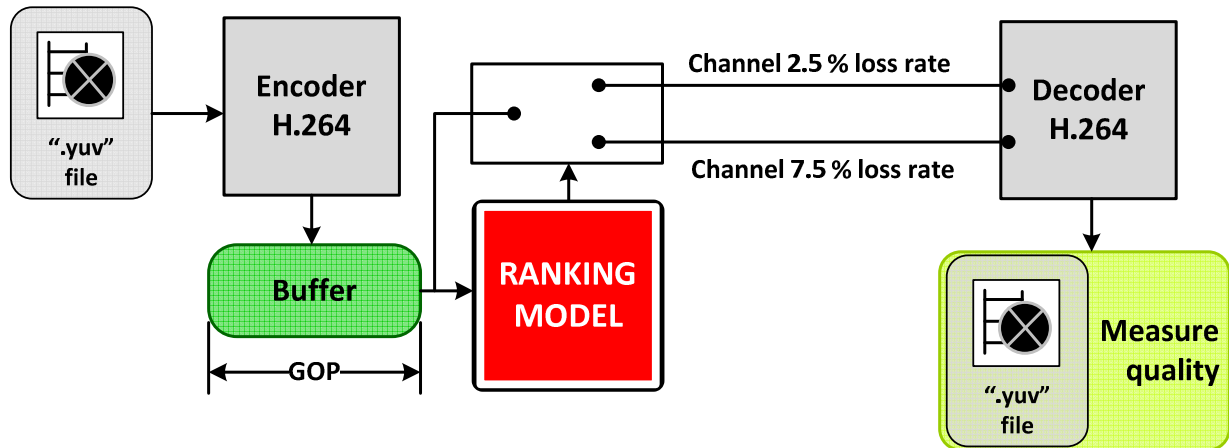 “.yuv”
file
Encoder
H.264
Buffer
GOP
RANKING
MODEL
Channel 2.5 % loss rate
Channel 7.5 % loss rate
Decoder
H.264
“.yuv”
file
Measure
quality